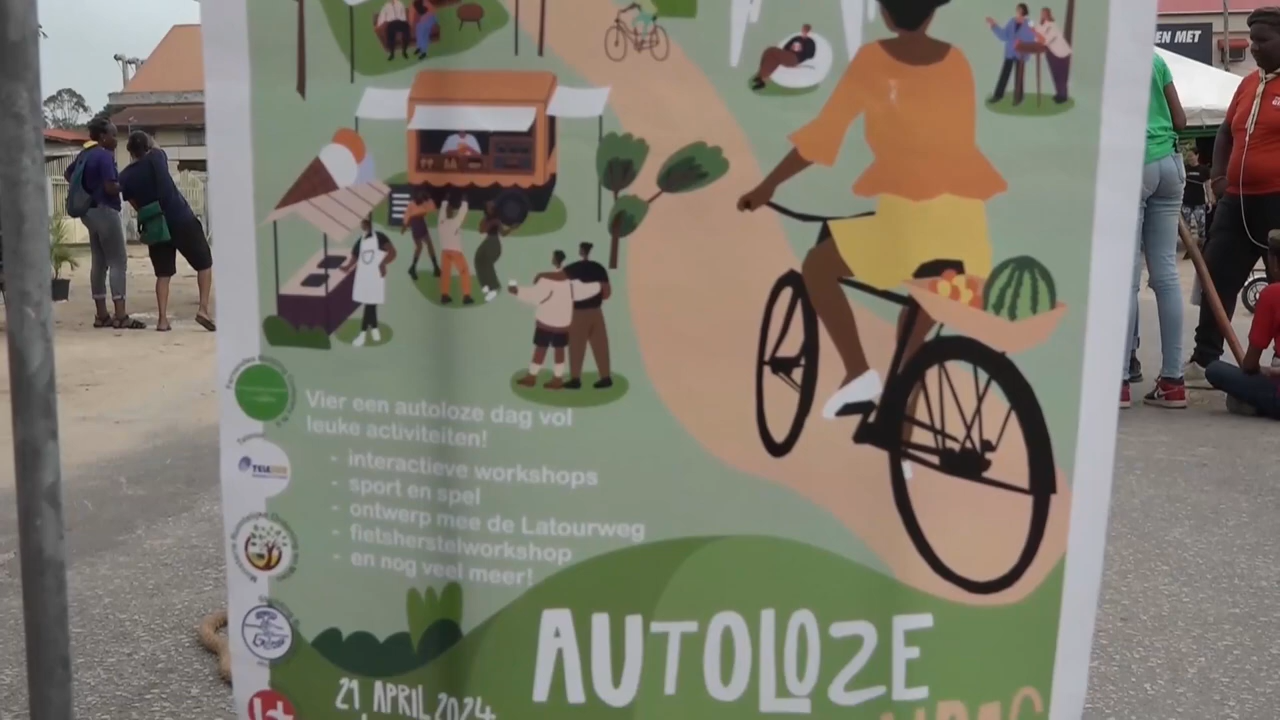 EN MET
Vier een autoloze dag vol
leuke activiteiten!
- interactieve workshops
- sport en spel
- ontwerp mee de Latourweg
- fietsherstelworkshop
- en nog veel meer!
AUTOLOZE
21 APRIL 2024